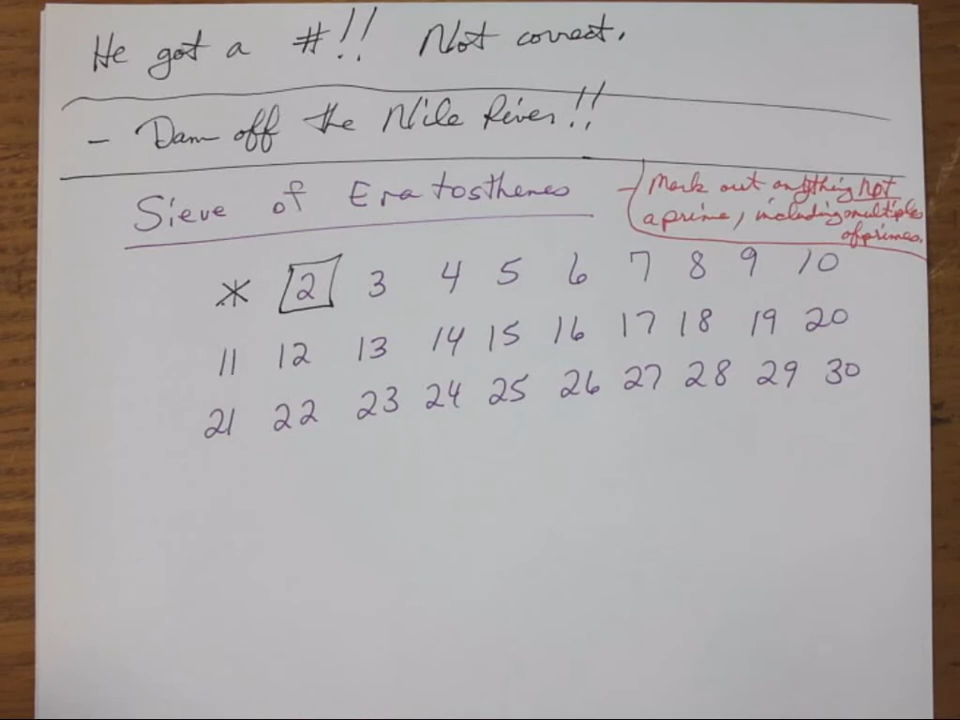 He got a #!! Not correct.
- Dam off the Nile River!!
Sieve of Eratosthenes
Mark out anything not
a prime, including multiples
of primes.
2 3 4 5 6 7 8 9 10
11 12 13 14 15 16 17 18 19 20
21 22 23 24 25 26 27 28 29 30